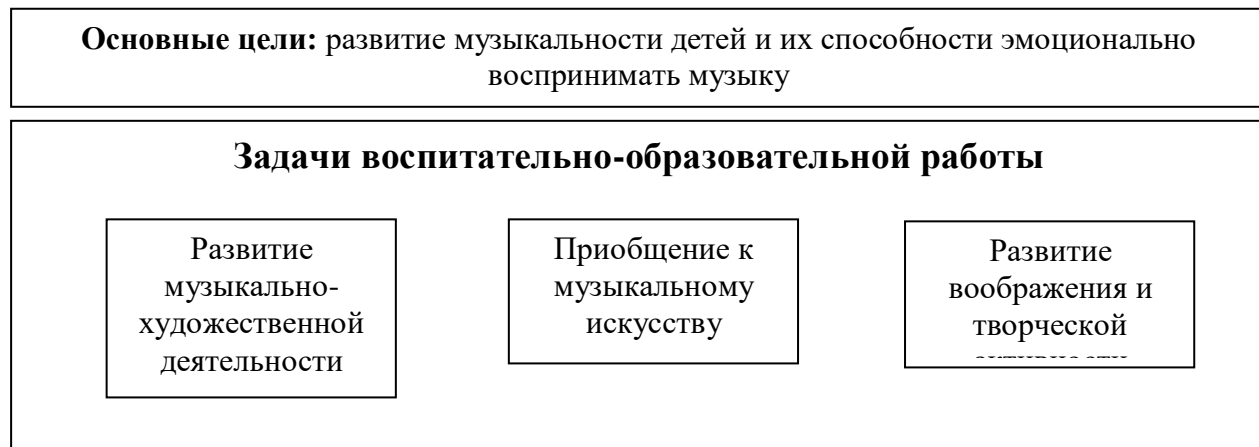 Основные цели: развитие музыкальности детей и их способности эмоционально
воспринимать музыку
Задачи воспитательно-образовательной работы
Развитие
музыкально-
художественной
деятельности
Приобщение к
музыкальному
искусству
Развитие
воображения и
творческой
активности